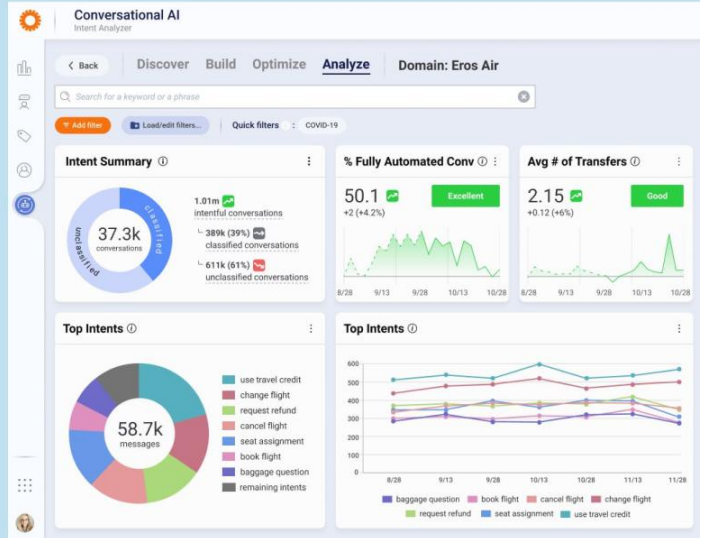 Conversational AI
Intent Analyzer
Back Discover Build Optimize Analyze Domain: Eros Air
Search for a keyword or a phrase
Add filter Load/edit filters... Quick filters : COVID-19
Intent Summary
37.3k
conversations
classified
unclassified
1.01m
intentful conversations
389k (39%)
classified conversations
611k (61%)
unclassified conversations
% Fully Automated Conv
50.1 Excellent
+2 (+4.2%)
8/28 9/13 9/28 10/13 10/28
Avg # of Transfers
2.15 Good
+0.12 (+6%)
8/28 9/13 9/28 10/13 10/28
Top Intents
58.7k
messages
use travel credit
change flight
request refund
cancel flight
seat assignment
book flight
baggage question
remaining intents
Top Intents
600
500
400
300
200
100
0
8/28 9/13 9/28 10/13 10/28 11/13 11/28
baggage question book flight cancel flight change flight
request refund seat assignment use travel credit